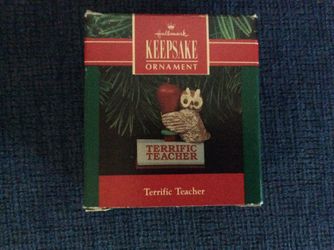 Hallmark
KEEPSAKE
ORNAMENT
TERRIFIC
TEACHER
Terrific Teacher